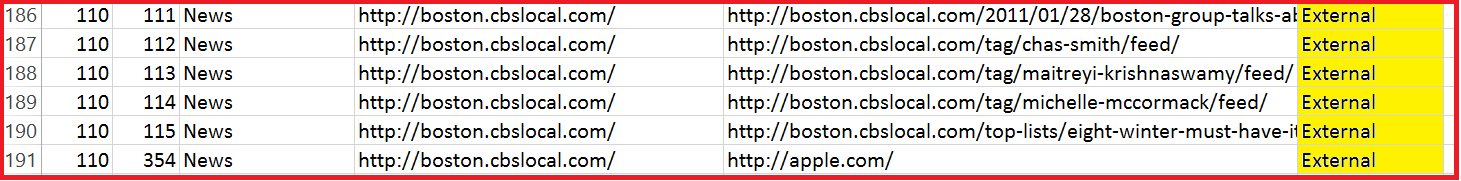 186 110 111 News http://boston.cbslocal.com/ http://boston.cbslocal.com/2011/01/28/boston-group-talks-ab External
187 110 112 News http://boston.cbslocal.com/ http://boston.cbslocal.com/tag/chas-smith/feed/ External
188 110 113 News http://boston.cbslocal.com/ http://boston.cbslocal.com/tag/maitreyi-krishnaswamy/feed/ External
189 110 114 News http://boston.cbslocal.com/ http://boston.cbslocal.com/tag/michelle-mccormack/feed/ External
190 110 115 News http://boston.cbslocal.com/ http://boston.cbslocal.com/top-lists/eight-winter-must-have-it External
191 110 354 News http://boston.cbslocal.com/ http://apple.com/ External